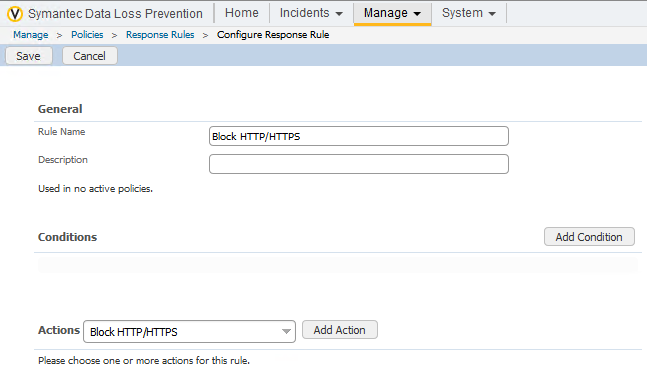 Symantec Data Loss Prevention Home Incidents Manage System
Manage > Policies > Response Rules > Configure Response Rule
Save Cancel
General
Rule Name Block HTTP/HTTPS
Description
Used in no active policies.
Conditions Add Condition
Actions Block HTTP/HTTPS Add Action
Please choose one or more actions for this rule.